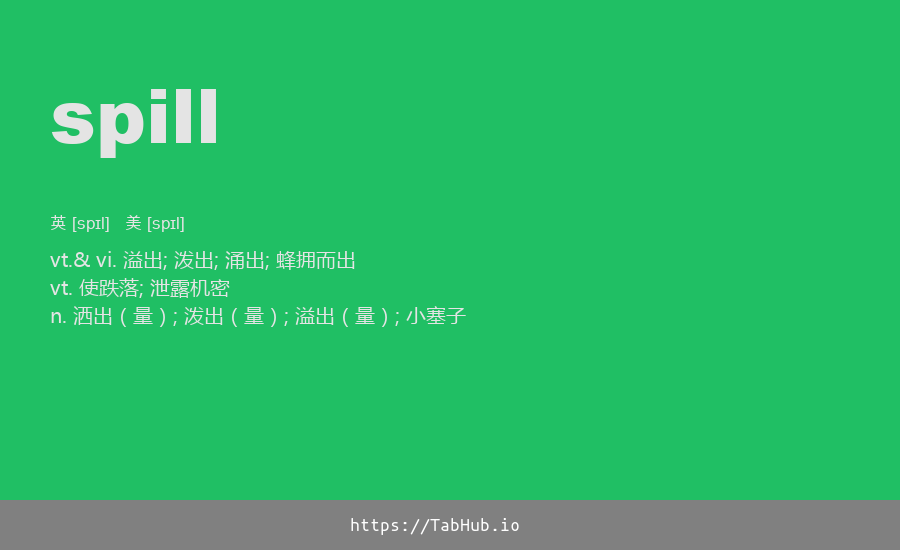 spill
英 [spɪl] 美 [spɪl]
vt.& vi. 溢出; 泼出; 涌出; 蜂拥而出
vt. 使跌落; 泄露机密
n. 洒出 ( 量 ) ; 泼出 ( 量 ) ; 溢出 ( 量 ) ; 小塞子
https://TabHub.io